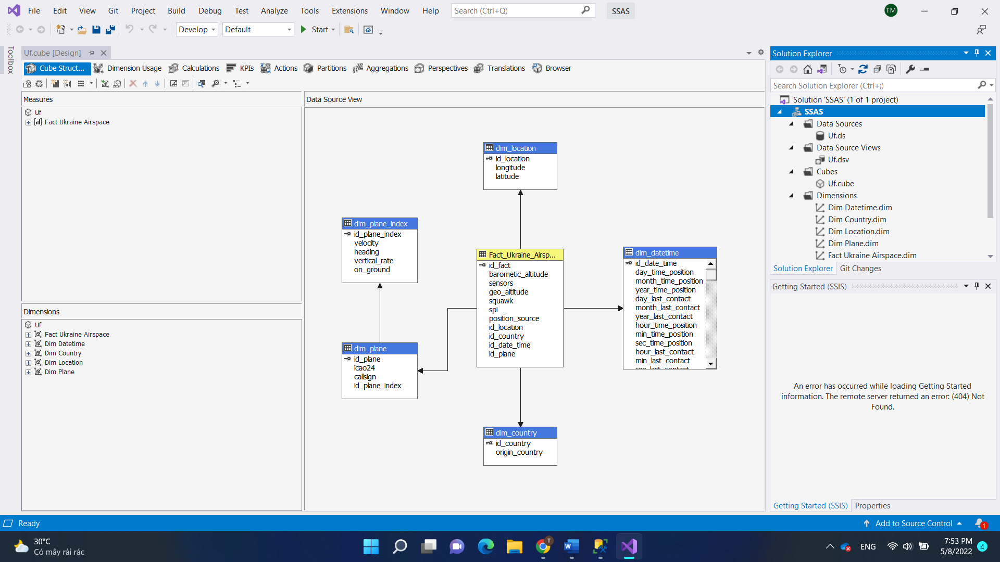 File Edit View Git Project Build Debug Test Analyze Tools Extensions Window Help Search (Ctrl+Q) SSAS TM
Develop Default Start
Toolbox
Uf.cube [Design]
Cube Struct... Dimension Usage Calculations KPIs Actions Partitions Aggregations Perspectives Translations Browser
Measures
Uf
Fact Ukraine Airspace
Dimensions
Uf
Fact Ukraine Airspace
Dim Datetime
Dim Country
Dim Location
Dim Plane
Data Source View
dim_location
id_location
longitude
latitude
dim_plane_index
id_plane_index
velocity
heading
vertical_rate
on_ground
Fact_Ukraine_Airsp...
id_fact
barometic_altitude
sensors
geo_altitude
squawk
spi
position_source
id_location
id_country
id_date_time
id_plane
dim_datetime
id_date_time
day_time_position
month_time_position
year_time_position
day_last_contact
month_last_contact
year_last_contact
hour_time_position
min_time_position
sec_time_position
hour_last_contact
min_last_contact
sec_last_contact
dim_plane
id_plane
icao24
callsign
id_plane_index
dim_country
id_country
origin_country
Solution Explorer
Search Solution Explorer (Ctrl+;)
Solution 'SSAS' (1 of 1 project)
SSAS
Data Sources
Uf.ds
Data Source Views
Uf.dsv
Cubes
Uf.cube
Dimensions
Dim Datetime.dim
Dim Country.dim
Dim Location.dim
Dim Plane.dim
Fact Ukraine Airspace.dim
Solution Explorer Git Changes
Getting Started (SSIS)
An error has occurred while loading Getting Started
information. The remote server returned an error: (404) Not
Found.
Getting Started (SSIS) Properties
Ready Add to Source Control 1
30°C
Có mây rải rác
T
ENG
7:53 PM
5/8/2022
4